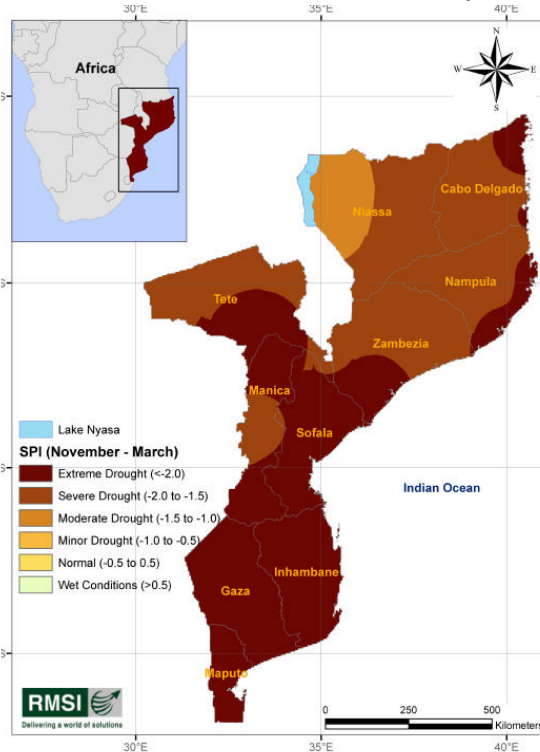 30°E
35°E
40°E
Africa
N
W
E
S
Cabo Delgado
Niassa
Nampula
Tete
Zambezia
Manica
Sofala
Lake Nyasa
SPI (November - March)
Extreme Drought (<-2.0)
Severe Drought (-2.0 to -1.5)
Moderate Drought (-1.5 to -1.0)
Minor Drought (-1.0 to -0.5)
Normal (-0.5 to 0.5)
Wet Conditions (>0.5)
Indian Ocean
Inhambane
Gaza
Maputo
RMSI
Delivering a world of solutions
0 250 500
Kilometers
30°E
35°E
40°E